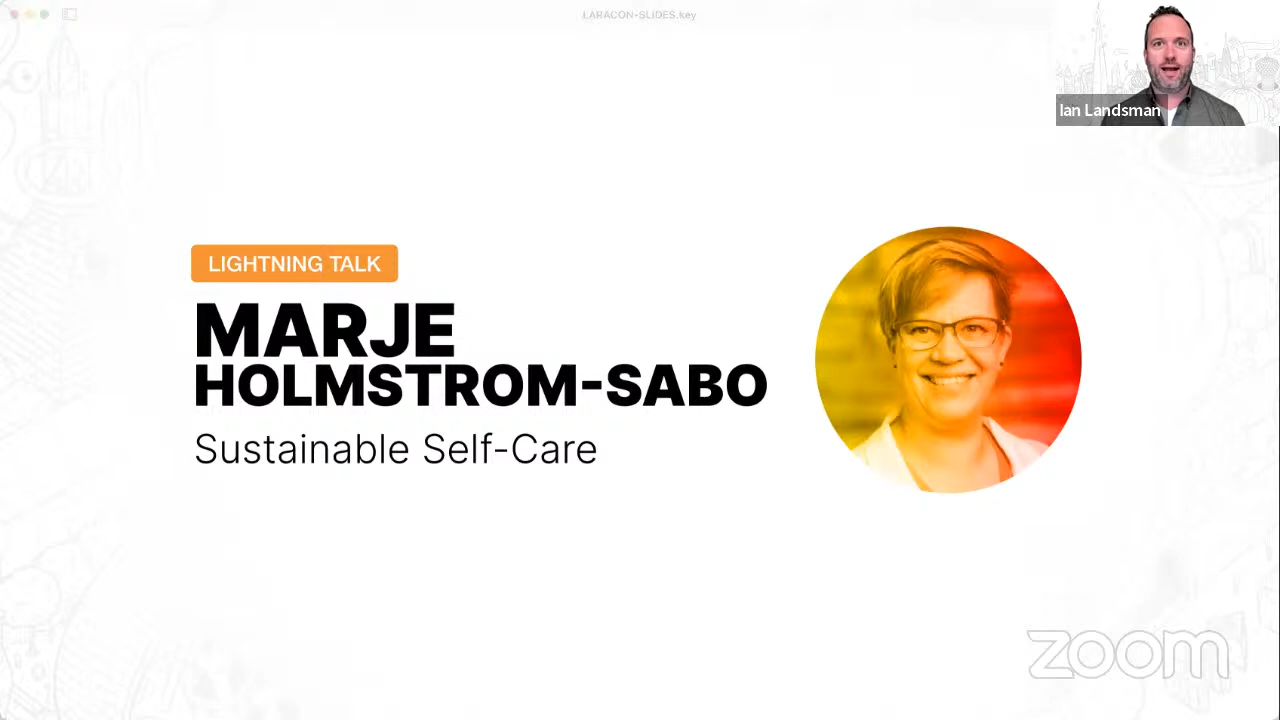 LARACON-SLIDES.key
Ian Landsman
LIGHTNING TALK
MARJE
HOLMSTROM-SABO
Sustainable Self-Care
zoom